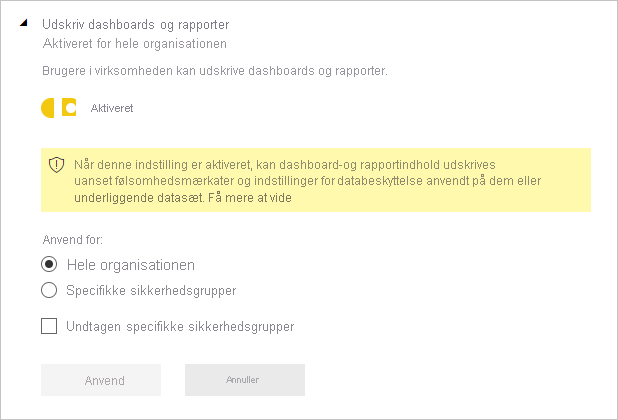 Udskriv dashboards og rapporter
Aktiveret for hele organisationen
Brugere i virksomheden kan udskrive dashboards og rapporter.
Aktiveret
Når denne indstilling er aktiveret, kan dashboard-og rapportindhold udskrives
uanset følsomhedsmærkater og indstillinger for databeskyttelse anvendt på dem eller
underliggende datasæt. Få mere at vide
Anvend for:
Hele organisationen
Specifikke sikkerhedsgrupper
Undtagen specifikke sikkerhedsgrupper
Anvend
Annuller